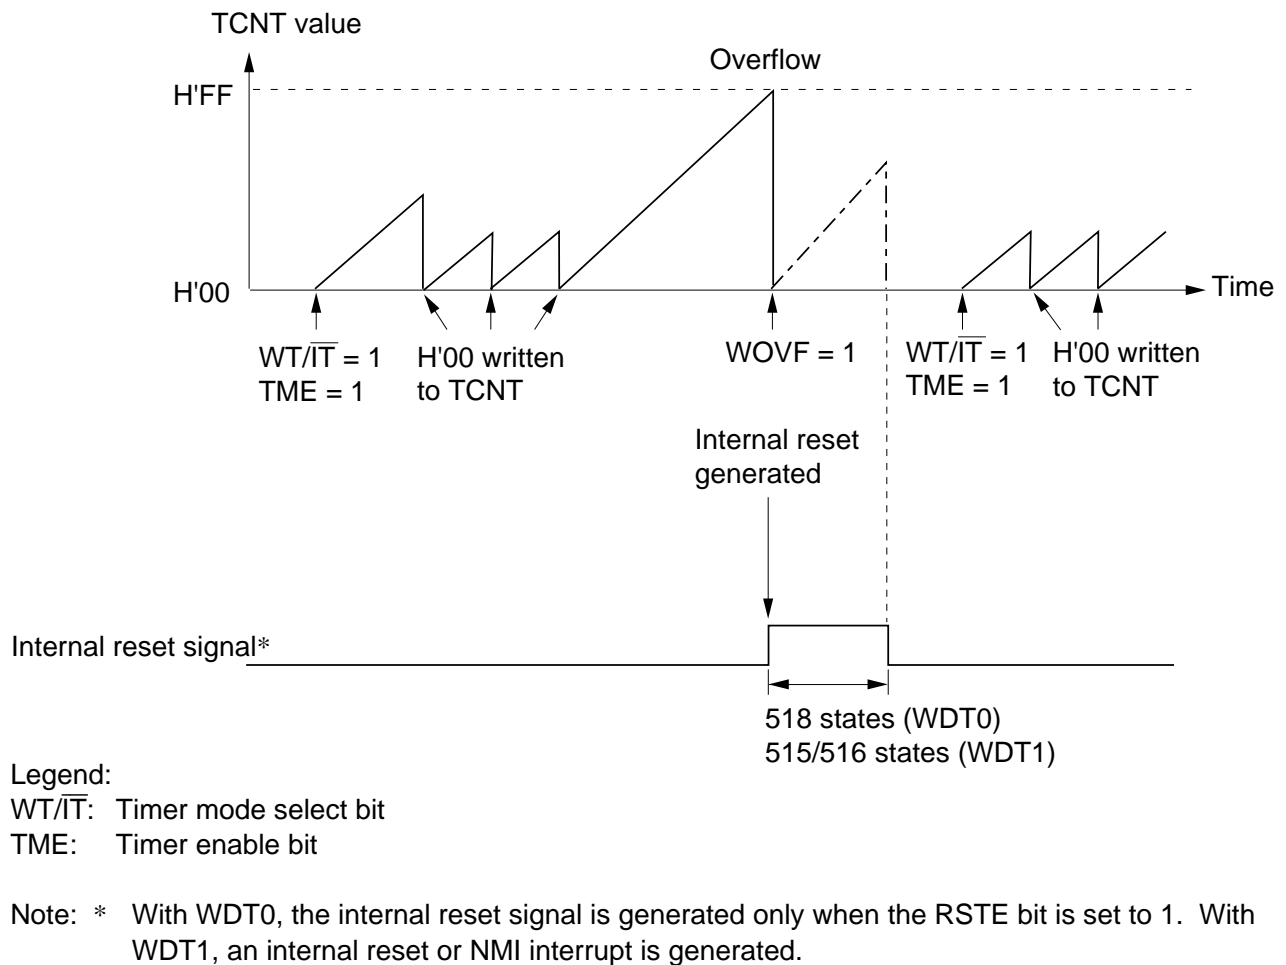 TCNT value
Overflow
H'FF
H'00
Time
WT/I̅T̅ = 1
TME = 1
H'00 written
to TCNT
WOVF = 1
WT/I̅T̅ = 1
TME = 1
H'00 written
to TCNT
Internal reset
generated
Internal reset signal*
518 states (WDT0)
515/516 states (WDT1)
Legend:
WT/I̅T̅: Timer mode select bit
TME: Timer enable bit
Note: * With WDT0, the internal reset signal is generated only when the RSTE bit is set to 1. With
WDT1, an internal reset or NMI interrupt is generated.